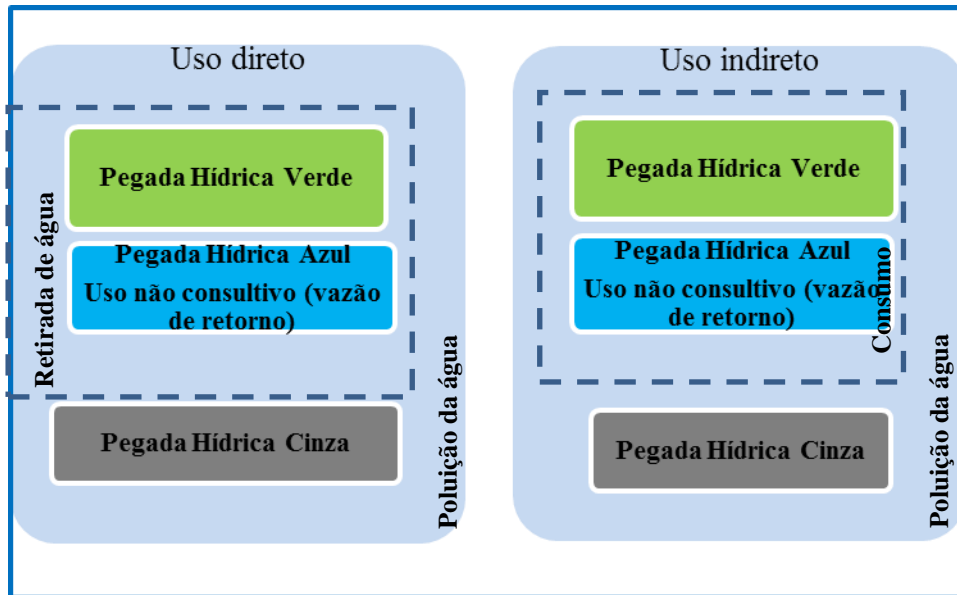 Uso direto
Retirada de água
Pegada Hídrica Verde
Pegada Hídrica Azul
Uso não consultivo (vazão
de retorno)
Pegada Hídrica Cinza
Poluição da água
Uso indireto
Pegada Hídrica Verde
Pegada Hídrica Azul
Uso não consultivo (vazão
de retorno)
Consumo
Pegada Hídrica Cinza
Poluição da água